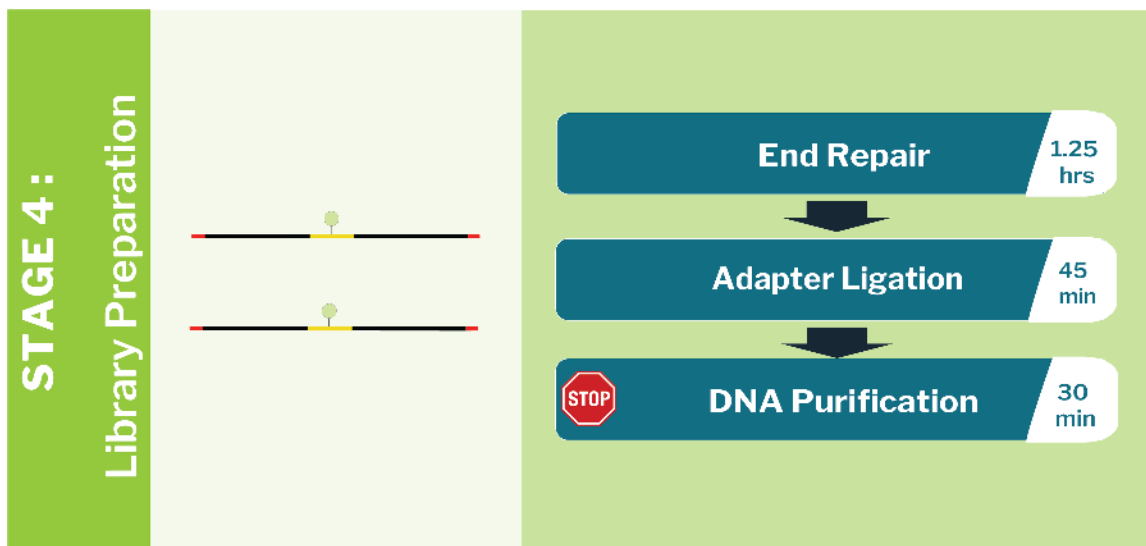 STAGE 4:
Library Preparation
End Repair
1.25
hrs
Adapter Ligation
45
min
STOP
DNA Purification
30
min